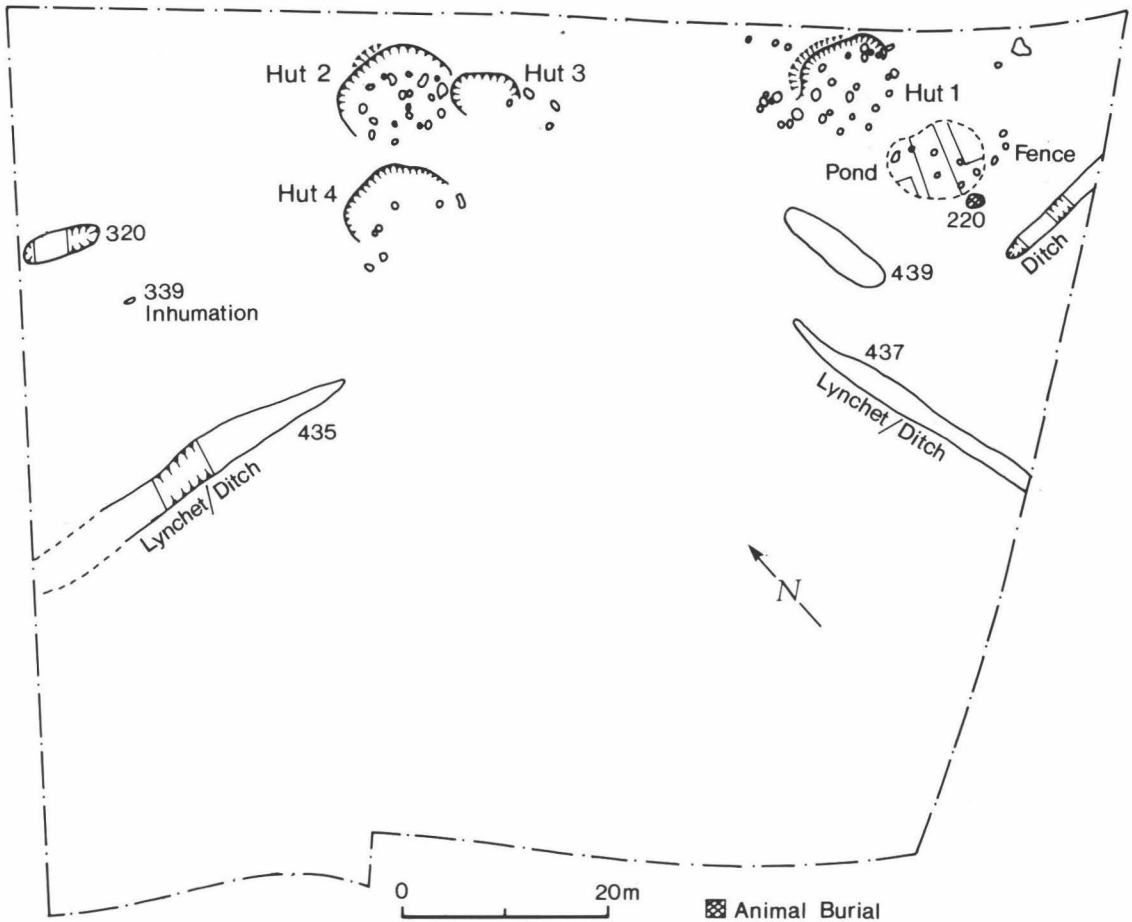 Hut 2
Hut 3
Hut 1
Pond
Fence
Hut 4
220
Ditch
320
439
339
Inhumation
437
Lynchet/Ditch
435
Lynchet/Ditch
N
0 20m
Animal Burial